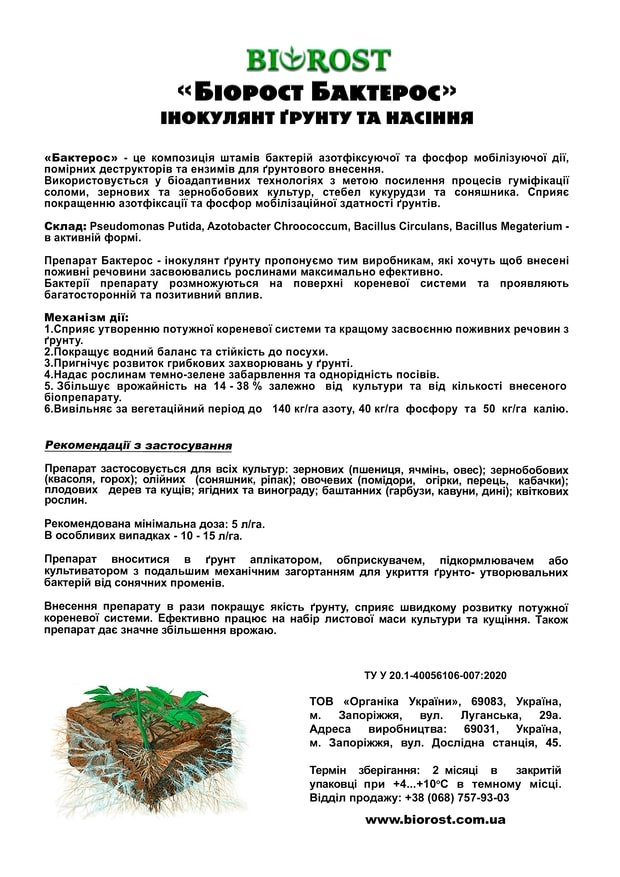 BIOROST
«Біорост Бактерос»
ІНОКУЛЯНТ ҐРУНТУ ТА НАСІННЯ
«Бактерос» - це композиція штамів бактерій азотфіксуючої та фосфор мобілізуючої дії,
помірних деструкторів та ензимів для ґрунтового внесення.
Використовується у біоадаптивних технологіях з метою посилення процесів гуміфікації
соломи, зернових та зернобобових культур, стебел кукурудзи та соняшника. Сприяє
покращенню азотфіксації та фосфор мобілізаційної здатності ґрунтів.
Склад: Pseudomonas Putida, Azotobacter Chroococcum, Bacillus Circulans, Bacillus Megaterium -
в активній формі.
Препарат Бактерос - інокулянт ґрунту пропонуємо тим виробникам, які хочуть щоб внесені
поживні речовини засвоювались рослинами максимально ефективно.
Бактерії препарату розмножуються на поверхні кореневої системи та проявляють
багатосторонній та позитивний вплив.
Механізм дії:
1.Сприяє утворенню потужної кореневої системи та кращому засвоєнню поживних речовин з
ґрунту.
2.Покращує водний баланс та стійкість до посухи.
3.Пригнічує розвиток грибкових захворювань у ґрунті.
4.Надає рослинам темно-зелене забарвлення та однорідність посівів.
5. Збільшує врожайність на 14 - 38 % залежно від культури та від кількості внесеного
біопрепарату.
6.Вивільняє за вегетаційний період до 140 кг/га азоту, 40 кг/га фосфору та 50 кг/га калію.
Рекомендації з застосування
Препарат застосовується для всіх культур: зернових (пшениця, ячмінь, овес); зернобобових
(квасоля, горох); олійних (соняшник, ріпак); овочевих (помідори, огірки, перець, кабачки);
плодових дерев та кущів; ягідних та винограду; баштанних (гарбузи, кавуни, дині); квіткових
рослин.
Рекомендована мінімальна доза: 5 л/га.
В особливих випадках - 10 - 15 л/га.
Препарат вноситися в ґрунт аплікатором, обприскувачем, підкормлювачем або
культиватором з подальшим механічним загортанням для укриття ґрунто- утворювальних
бактерій від сонячних променів.
Внесення препарату в рази покращує якість ґрунту, сприяє швидкому розвитку потужної
кореневої системи. Ефективно працює на набір листової маси культури та кущіння. Також
препарат дає значне збільшення врожаю.
ТУ У 20.1-40056106-007:2020
ТОВ «Органіка України», 69083, Україна,
м. Запоріжжя, вул. Луганська, 29а.
Адреса виробництва: 69031, Україна,
м. Запоріжжя, вул. Дослідна станція, 45.
Термін зберігання: 2 місяці в закритій
упаковці при +4...+10°С в темному місці.
Відділ продажу: +38 (068) 757-93-03
www.biorost.com.ua